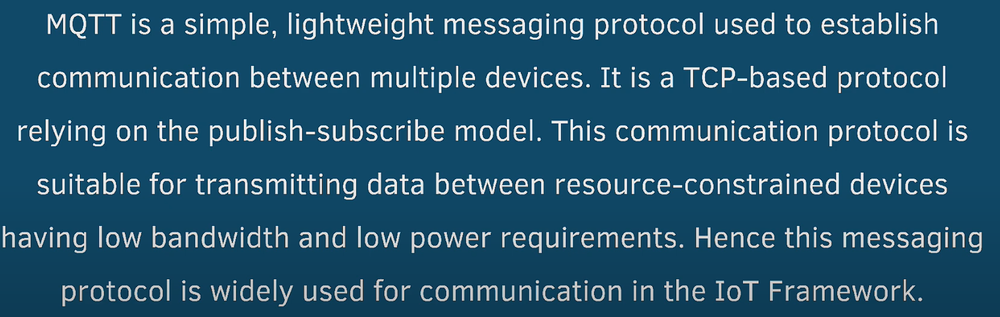 MQTT is a simple, lightweight messaging protocol used to establish
communication between multiple devices. It is a TCP-based protocol
relying on the publish-subscribe model. This communication protocol is
suitable for transmitting data between resource-constrained devices
having low bandwidth and low power requirements. Hence this messaging
protocol is widely used for communication in the IoT Framework.